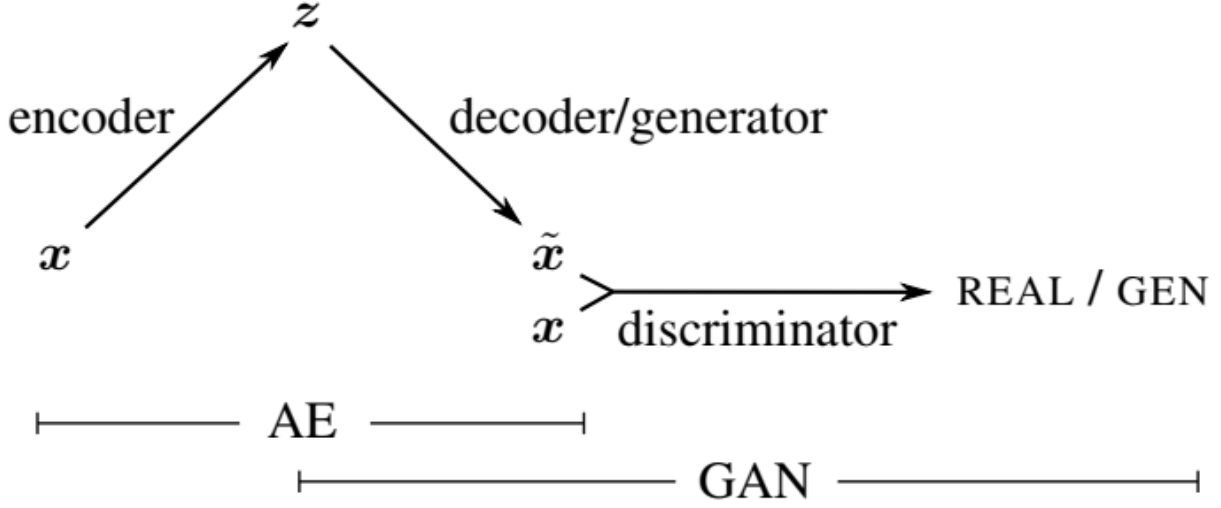 z
encoder
decoder/generator
x
x̃
REAL / GEN
x
discriminator
AE
GAN